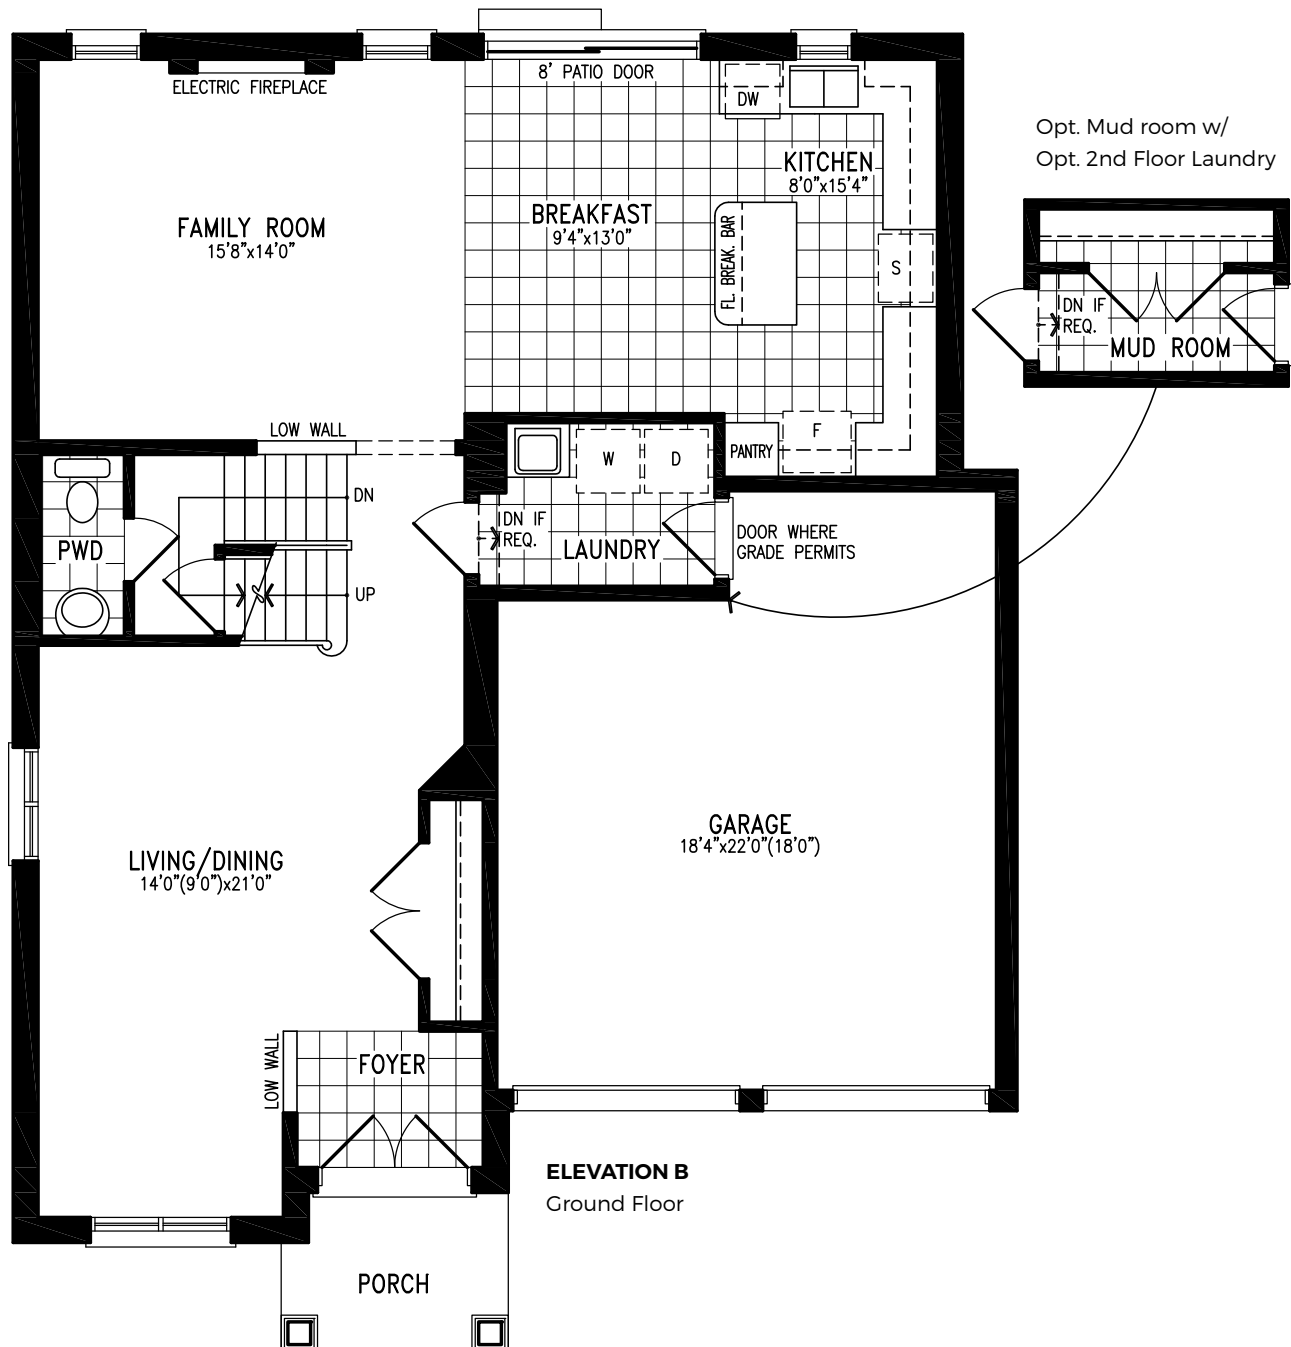 8' PATIO DOOR
ELECTRIC FIREPLACE
DW
Opt. Mud room w/
Opt. 2nd Floor Laundry
KITCHEN
8'0"x15'4"
FAMILY ROOM
15'8"x14'0"
BREAKFAST
9'4"x13'0"
FL. BREAK. BAR
S
DN IF
REQ.
MUD ROOM
LOW WALL
F
PANTRY
W
D
DN
PWD
DN IF
REQ.
LAUNDRY
DOOR WHERE
GRADE PERMITS
UP
GARAGE
18'4"x22'0"(18'0")
LIVING/DINING
14'0"(9'0")x21'0"
LOW WALL
FOYER
ELEVATION B
Ground Floor
PORCH